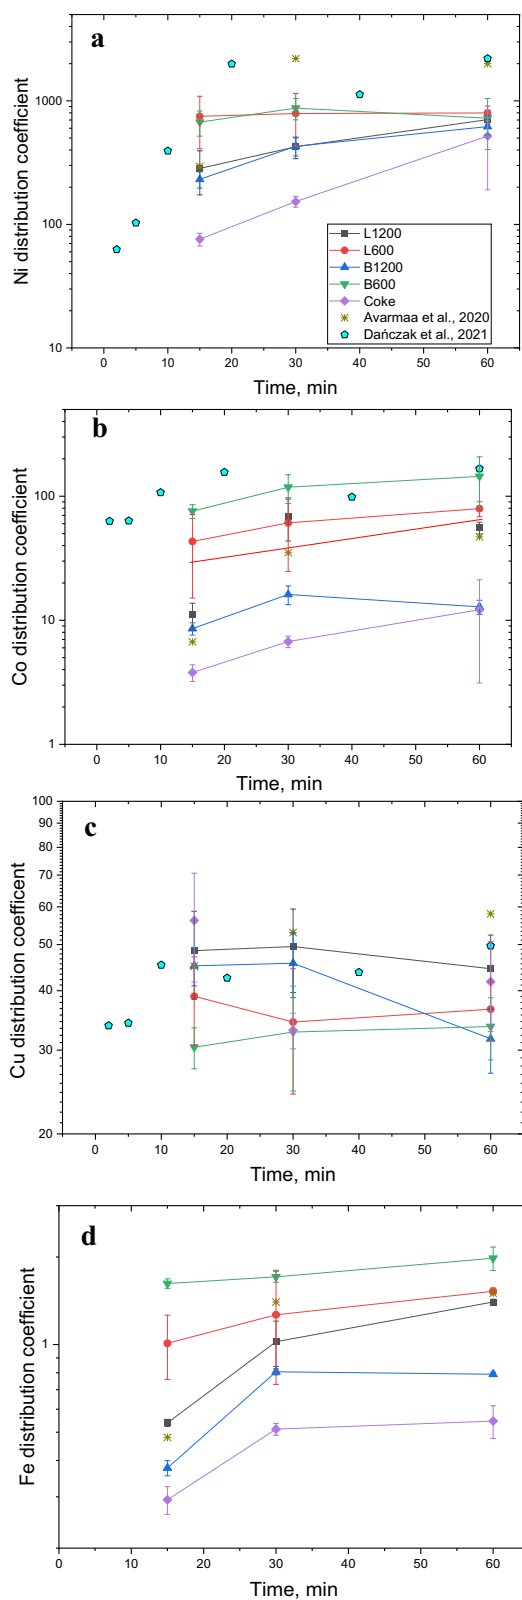 a
1000
100
10
Ni distribution coefficient
L1200
L600
B1200
B600
Coke
Avarmaa et al., 2020
Dańczak et al., 2021
0 10 20 30 40 50 60
Time, min
b
100
10
1
Co distribution coefficient
0 10 20 30 40 50 60
Time, min
c
100
90
80
70
60
50
40
30
20
Cu distribution coefficent
0 10 20 30 40 50 60
Time, min
d
1
Fe distribution coefficient
0 10 20 30 40 50 60
Time, min